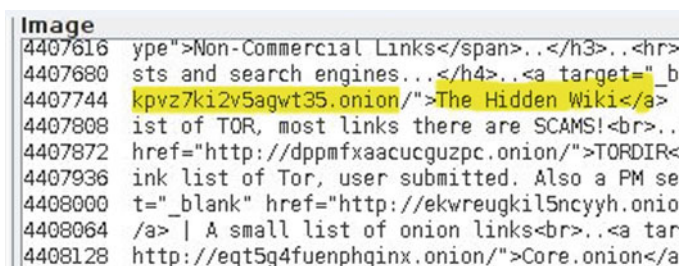 Image
4407616 ype">Non-Commercial Links</span>..</h3>..<hr>
4407680 sts and search engines...</h4>..<a target="_b
4407744 kpvz7ki2v5agwt35.onion/">The Hidden Wiki</a>
4407808 ist of TOR, most links there are SCAMS!<br>..
4407872 href="http://dppmfxaacucguzpc.onion/">TORDIR<
4407936 ink list of Tor, user submitted. Also a PM se
4408000 t="_blank" href="http://ekwreugkil5ncyyh.onio
4408064 /a> | A small list of onion links<br>..<a tar
4408128 http://eqt5g4fuenphqinx.onion/">Core.onion</a